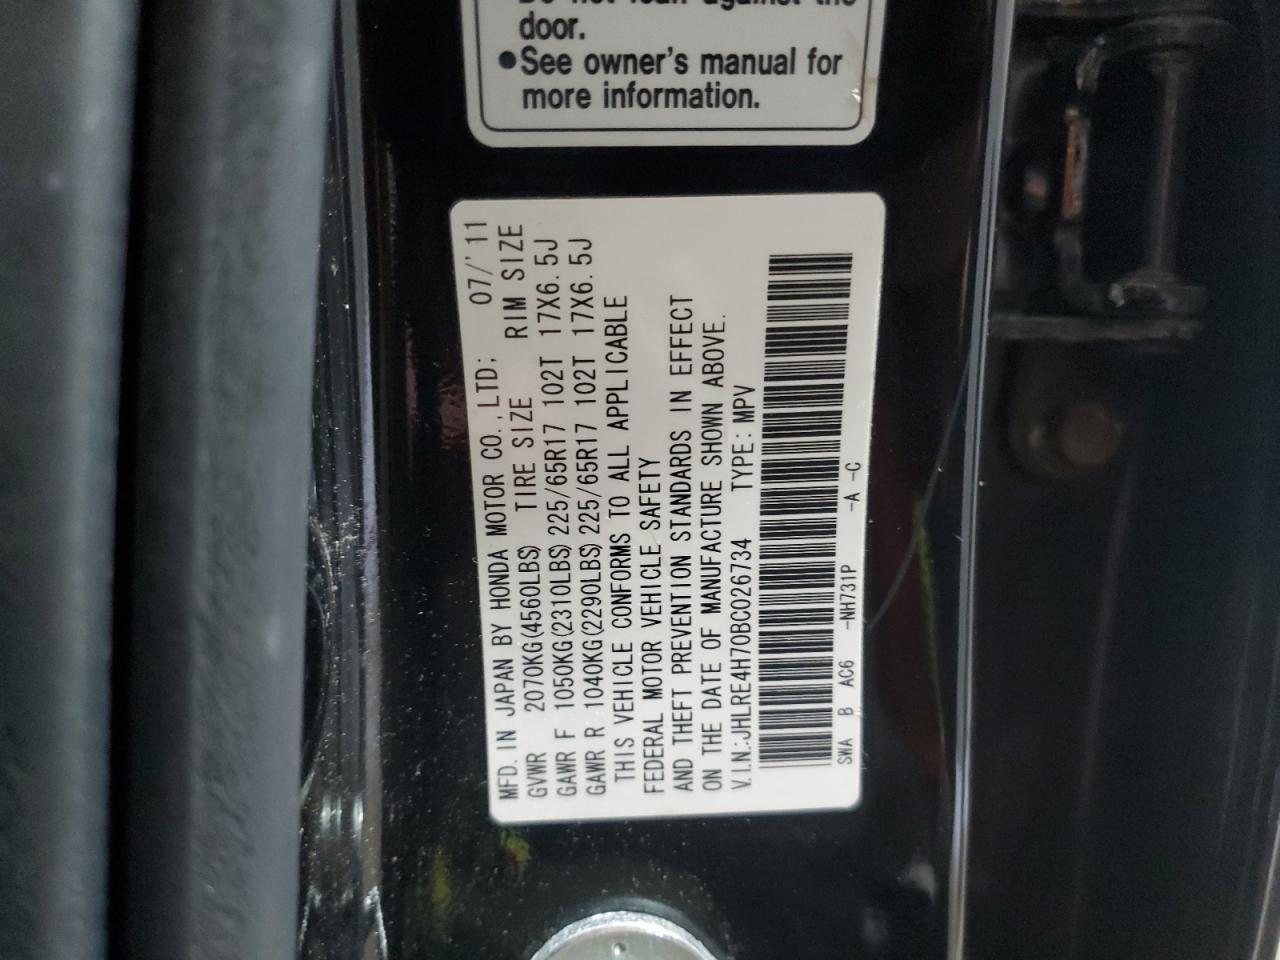 door.
•See owner's manual for
more information.
MFD. IN JAPAN BY HONDA MOTOR CO., LTD; 07/'11
GVWR 2070KG(4560LBS) TIRE SIZE RIM SIZE
GAWR F 1050KG(2310LBS) 225/65R17 102T 17X6.5J
GAWR R 1040KG(2290LBS) 225/65R17 102T 17X6.5J
THIS VEHICLE CONFORMS TO ALL APPLICABLE
FEDERAL MOTOR VEHICLE SAFETY
AND THEFT PREVENTION STANDARDS IN EFFECT
ON THE DATE OF MANUFACTURE SHOWN ABOVE.
V.I.N.:JHLRE4H70BC026734 TYPE: MPV
SWA B AC6 -NH731P -A -C